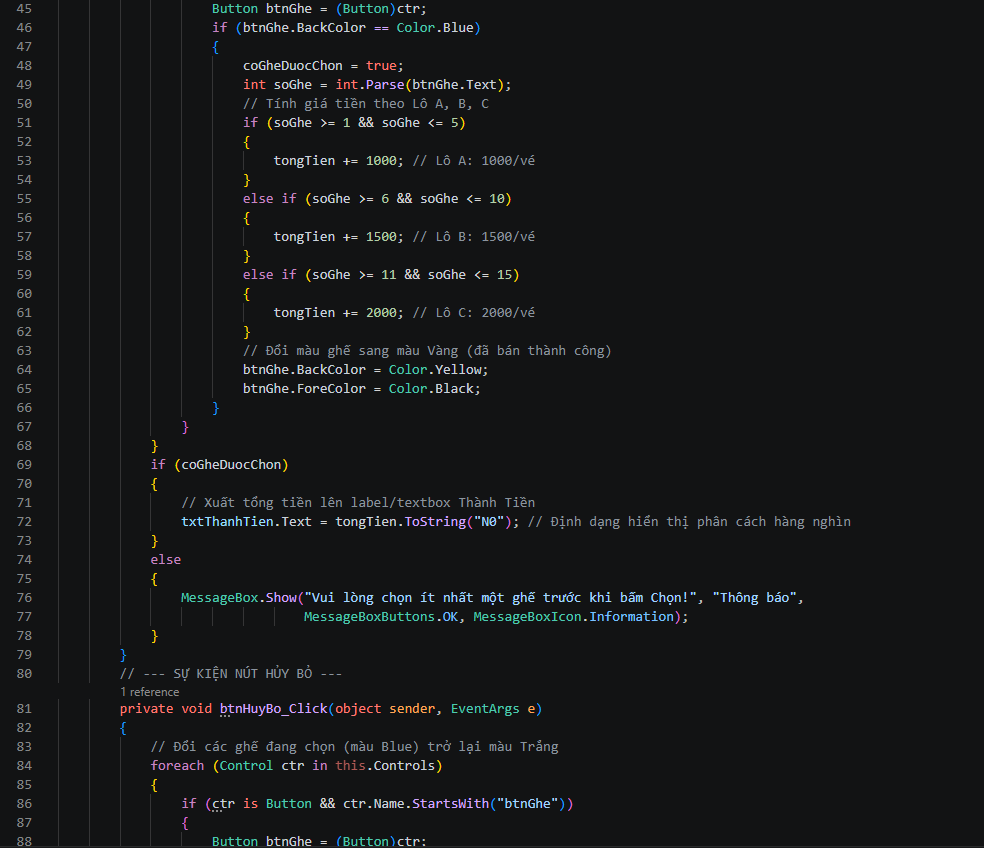 45 Button btnGhe = (Button)ctr;
46 if (btnGhe.BackColor == Color.Blue)
47 {
48 coGheDuocChon = true;
49 int soGhe = int.Parse(btnGhe.Text);
50 // Tính giá tiền theo Lô A, B, C
51 if (soGhe >= 1 && soGhe <= 5)
52 {
53 tongTien += 1000; // Lô A: 1000/vé
54 }
55 else if (soGhe >= 6 && soGhe <= 10)
56 {
57 tongTien += 1500; // Lô B: 1500/vé
58 }
59 else if (soGhe >= 11 && soGhe <= 15)
60 {
61 tongTien += 2000; // Lô C: 2000/vé
62 }
63 // Đổi màu ghế sang màu Vàng (đã bán thành công)
64 btnGhe.BackColor = Color.Yellow;
65 btnGhe.ForeColor = Color.Black;
66 }
67 }
68 }
69 if (coGheDuocChon)
70 {
71 // Xuất tổng tiền lên label/textbox Thành Tiền
72 txtThanhTien.Text = tongTien.ToString("N0"); // Định dạng hiển thị phân cách hàng nghìn
73 }
74 else
75 {
76 MessageBox.Show("Vui lòng chọn ít nhất một ghế trước khi bấm Chọn!", "Thông báo",
77 MessageBoxButtons.OK, MessageBoxIcon.Information);
78 }
79 }
80 // --- SỰ KIỆN NÚT HỦY BỎ ---
1 reference
81 private void btnHuyBo_Click(object sender, EventArgs e)
82 {
83 // Đổi các ghế đang chọn (màu Blue) trở lại màu Trắng
84 foreach (Control ctr in this.Controls)
85 {
86 if (ctr is Button && ctr.Name.StartsWith("btnGhe"))
87 {
88 Button btnGhe = (Button)ctr;